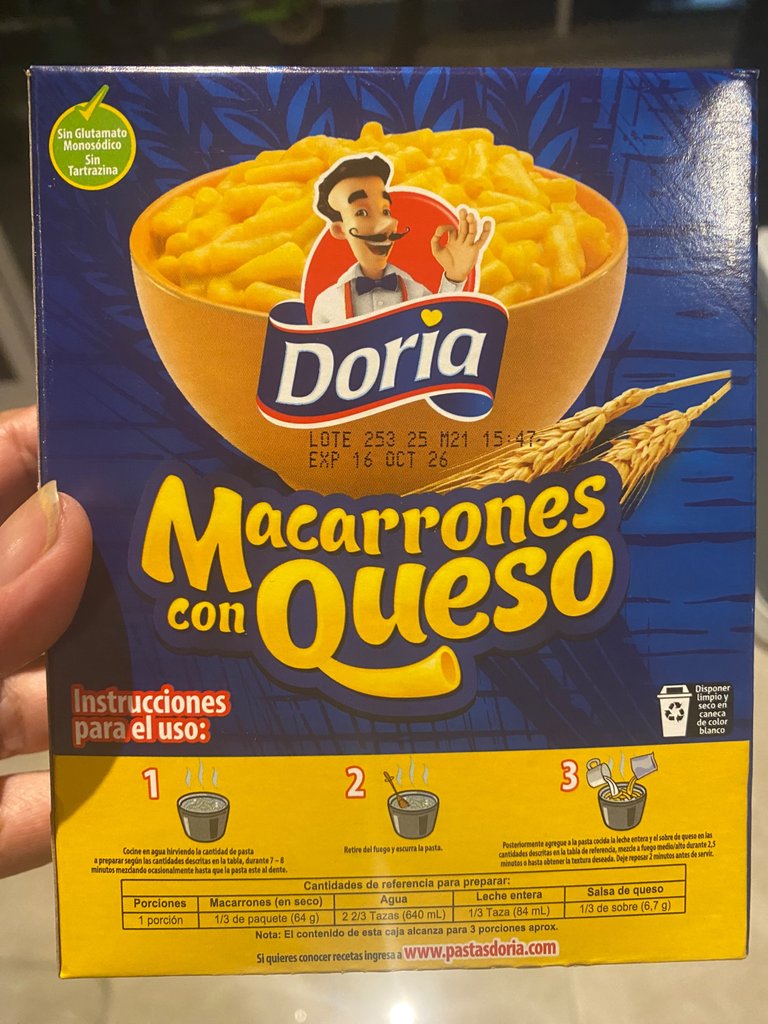 Sin Glutamato
Monosódico
Sin
Tartrazina
Doria
LOTE 253 25 M21 15:47
EXP 16 OCT 26
Macarrones
con Queso
Instrucciones
para el uso:
Disponer
limpio y
seco en
caneca
de color
blanco
1
Cocine en agua hirviendo la cantidad de pasta
a preparar según las cantidades descritas en la tabla, durante 7 - 8
minutos mezclando ocasionalmente hasta que la pasta este al dente.
2
Retire del fuego y escurra la pasta.
3
Posteriormente agregue a la pasta cocida la leche entera y el sobre de queso en las
cantidades descritas en la tabla de referencia, mezcle a fuego medio/alto durante 2,5
minutos o hasta obtener la textura deseada. Deje reposar 2 minutos antes de servir.
Cantidades de referencia para preparar:
Porciones Macarrones (en seco) Agua Leche entera Salsa de queso
1 porción 1/3 de paquete (64 g) 2 2/3 Tazas (640 mL) 1/3 Taza (84 mL) 1/3 de sobre (6,7 g)
Nota: El contenido de esta caja alcanza para 3 porciones aprox.
Si quieres conocer recetas ingresa a www.pastasdoria.com